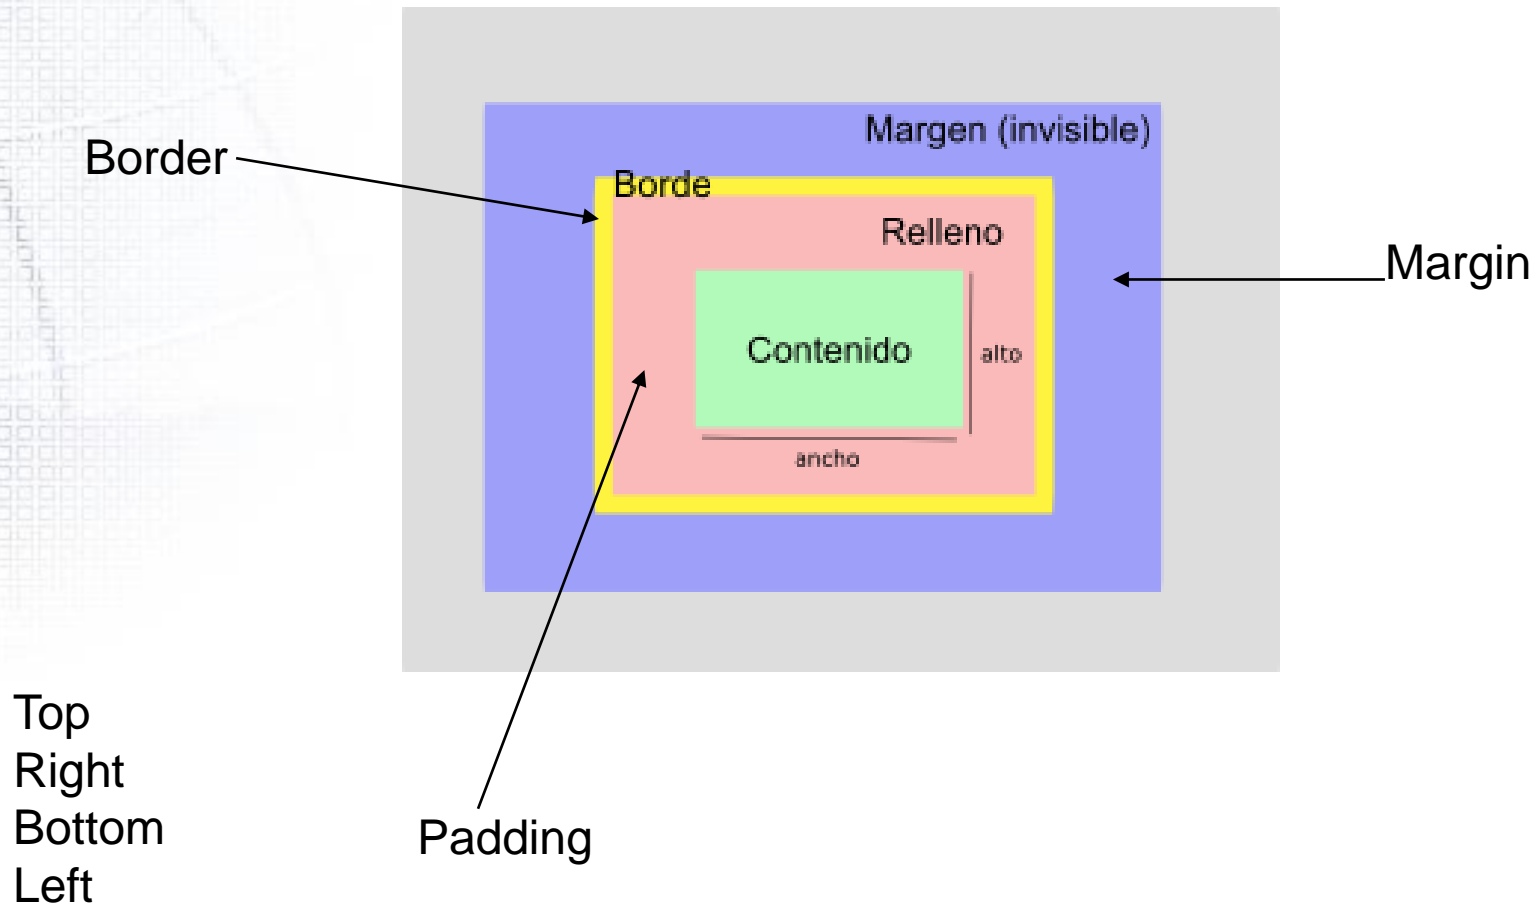 Margen (invisible)
Border
Borde
Relleno
Margin
Contenido
alto
ancho
Top
Right
Bottom
Left
Padding